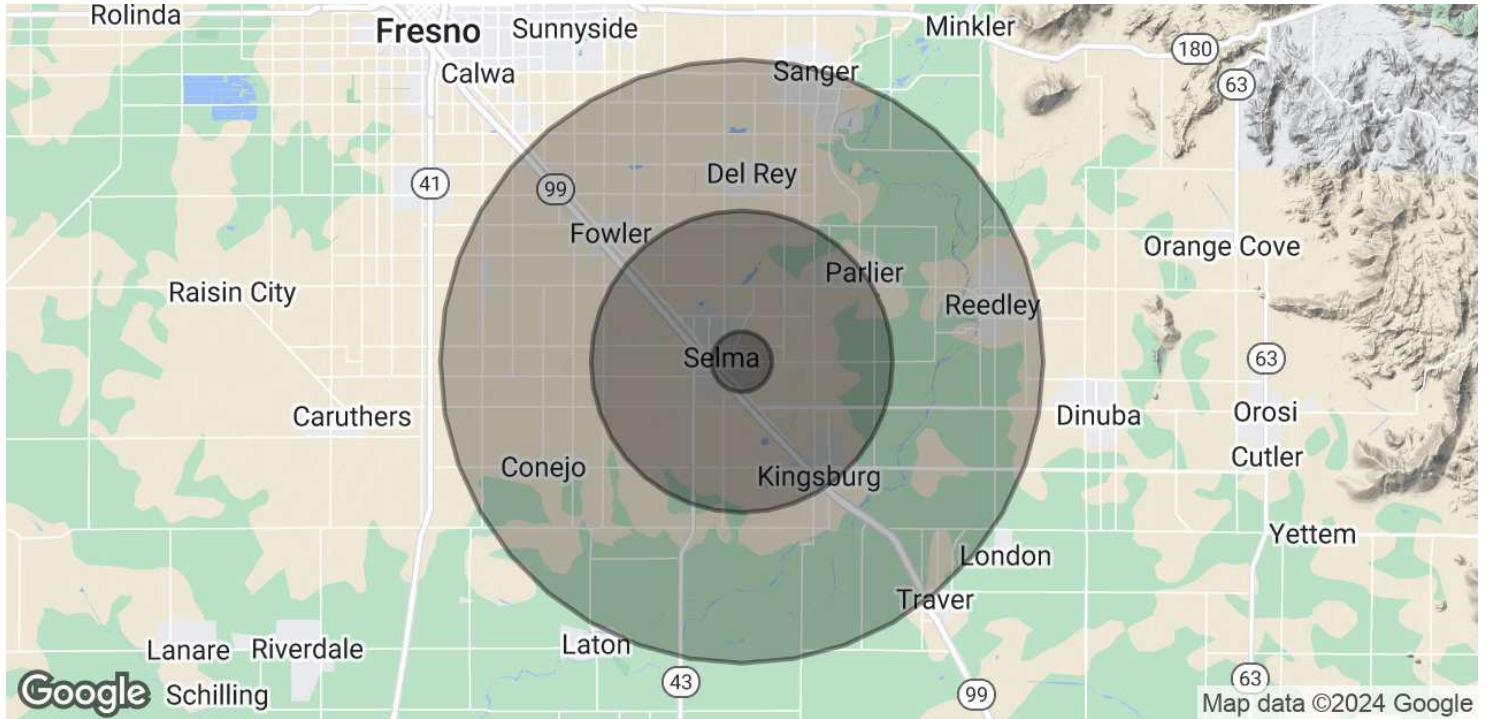 Rolinda
Fresno
Sunnyside
Minkler
180
Calwa
Sanger
63
41
99
Del Rey
Fowler
Orange Cove
Parlier
Raisin City
Reedley
Selma
63
Caruthers
Dinuba
Orosi
Conejo
Kingsburg
Cutler
Yettem
London
Traver
Lanare
Riverdale
Laton
Schilling
43
99
63
Google
Map data ©2024 Google